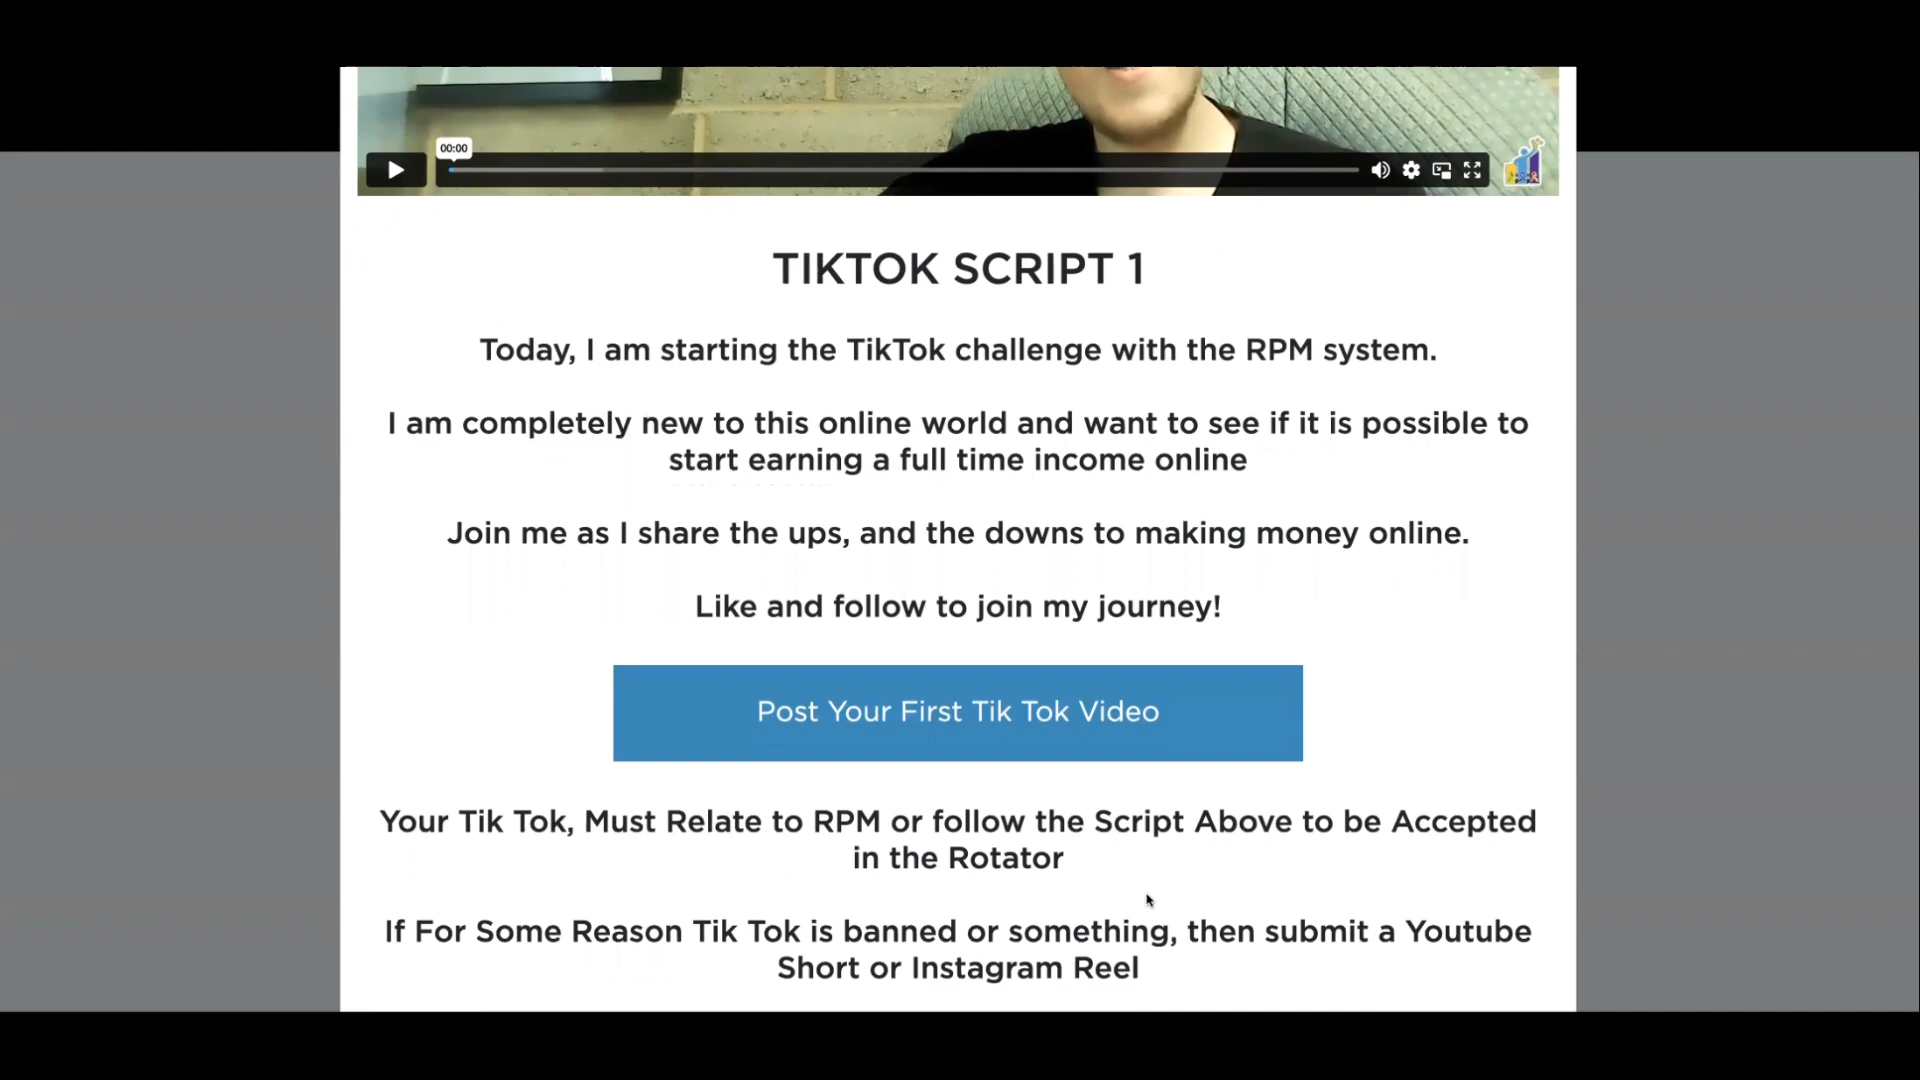 00:00
TIKTOK SCRIPT 1
Today, I am starting the TikTok challenge with the RPM system.
I am completely new to this online world and want to see if it is possible to
start earning a full time income online
Join me as I share the ups, and the downs to making money online.
Like and follow to join my journey!
Post Your First Tik Tok Video
Your Tik Tok, Must Relate to RPM or follow the Script Above to be Accepted
in the Rotator
If For Some Reason Tik Tok is banned or something, then submit a Youtube
Short or Instagram Reel